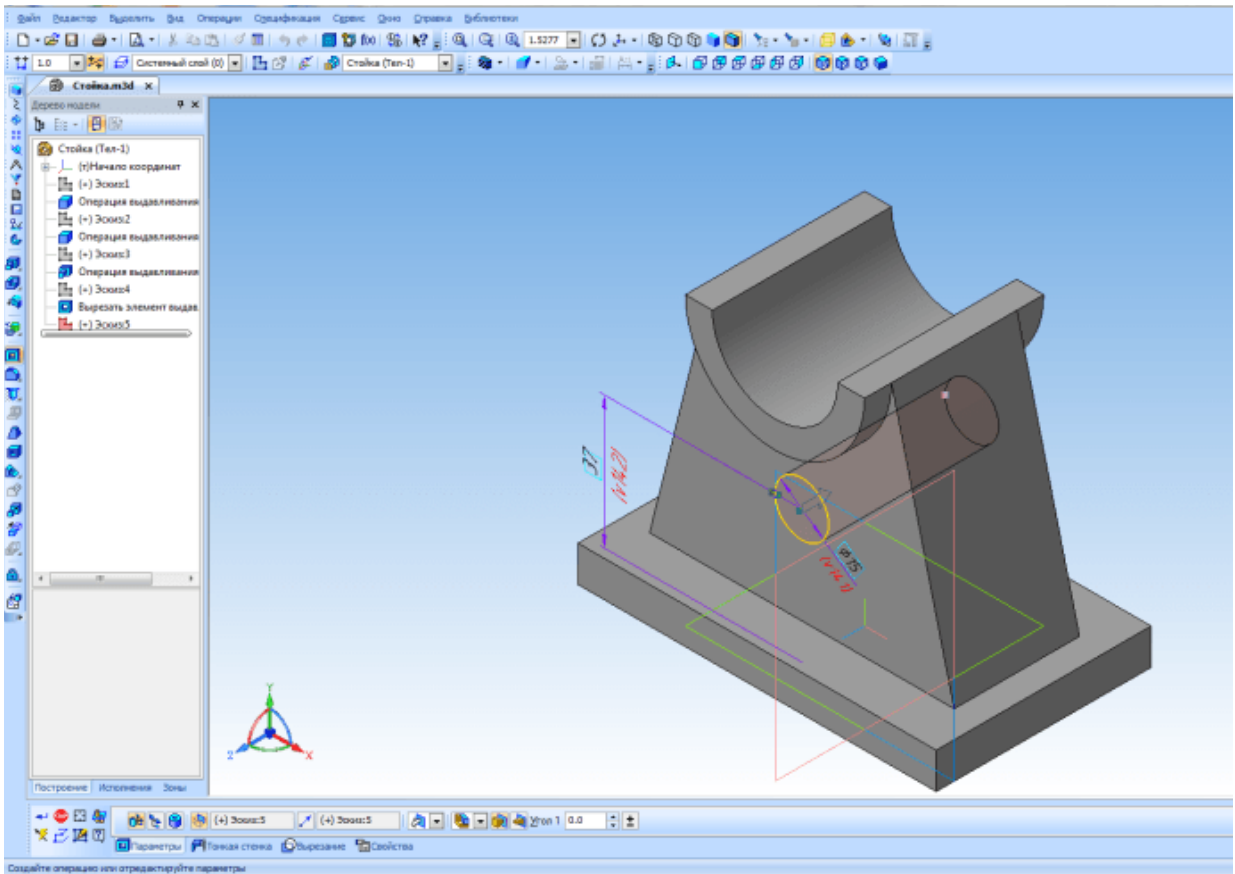 Файл Редактор Выделить Вид Операции Спецификация Сервис Окно Справка Библиотеки
1.5277
1.0 Системный слой (0) Стойка (Тел-1)
Стойка.m3d
Дерево модели
Стойка (Тел-1)
(т)Начало координат
(+) Эскиз:1
Операция выдавливания
(+) Эскиз:2
Операция выдавливания
(+) Эскиз:3
Операция выдавливания
(+) Эскиз:4
Вырезать элемент выдав
(+) Эскиз:5
37
(v142)
ø15
(v141)
Y
Z
X
Построение Исполнения Зоны
(+) Эскиз:5 (+) Эскиз:5 Угол 1 0.0
Параметры Тонкая стенка Вырезание Свойства
Создайте операцию или отредактируйте параметры